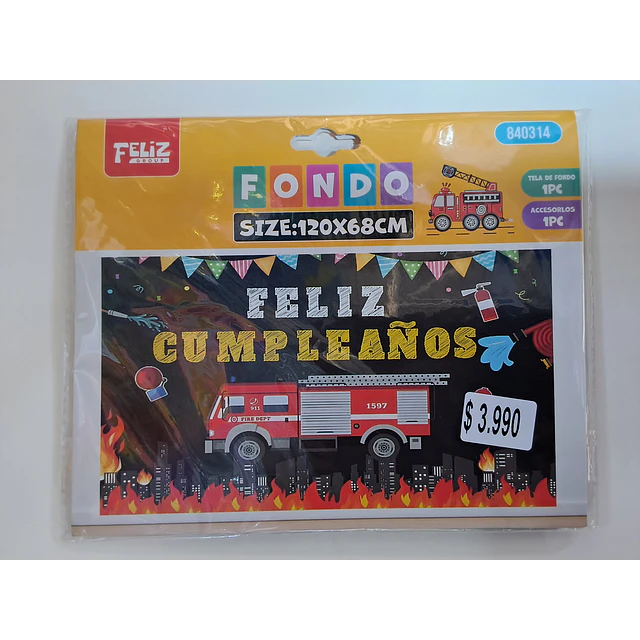 FELIZ
GROUP
840314
FONDO
SIZE:120X68CM
TELA DE FONDO
1PC
ACCESORLOS
1PC
FELIZ
CUMPLEAÑOS
911
FIRE DEPT
1597
$ 3.990